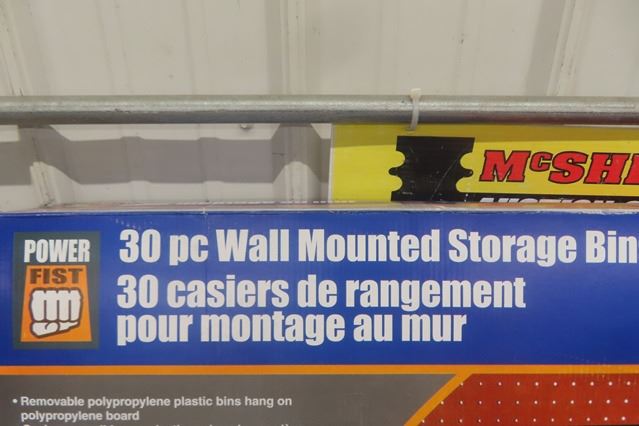 McSH
POWER
FIST
30 pc Wall Mounted Storage Bin
30 casiers de rangement
pour montage au mur
• Removable polypropylene plastic bins hang on
polypropylene board